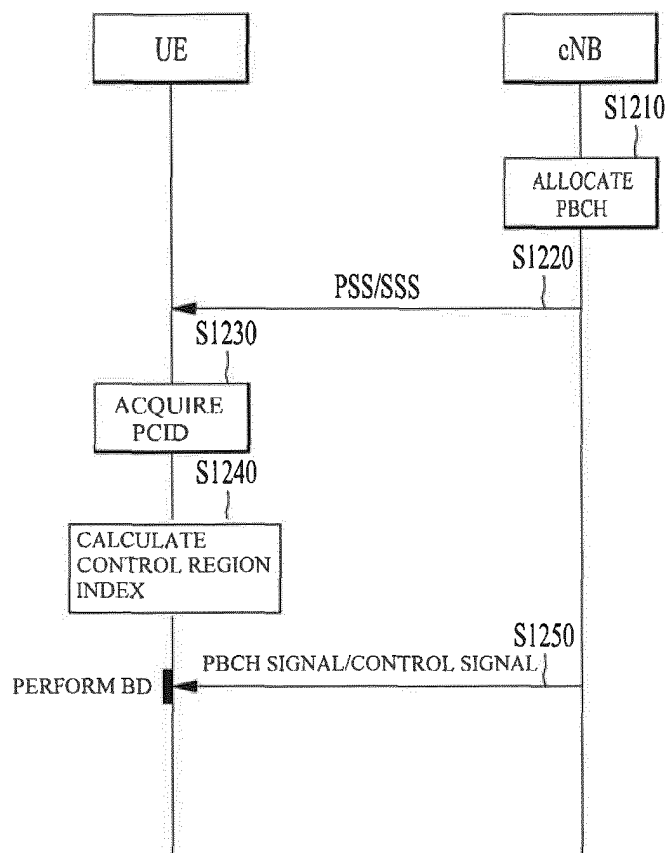 UE
cNB
S1210
ALLOCATE
PBCH
S1220
PSS/SSS
S1230
ACQUIRE
PCID
S1240
CALCULATE
CONTROL REGION
INDEX
S1250
PBCH SIGNAL/CONTROL SIGNAL
PERFORM BD